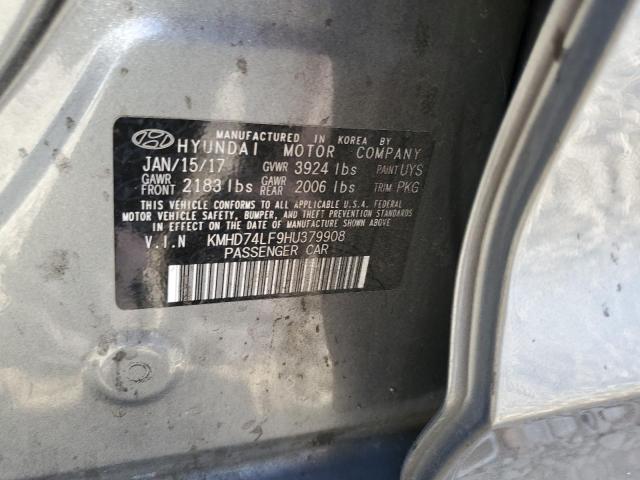 MANUFACTURED IN KOREA BY
HYUNDAI MOTOR COMPANY
JAN/15/17 GVWR 3924 lbs PAINT UYS
GAWR FRONT 2183 lbs GAWR REAR 2006 lbs TRIM PKG
THIS VEHICLE CONFORMS TO ALL APPLICABLE U.S.A. FEDERAL
MOTOR VEHICLE SAFETY, BUMPER, AND THEFT PREVENTION STANDARDS
IN EFFECT ON THE DATE OF MANUFACTURE SHOWN ABOVE.
V.I.N KMHD74LF9HU379908
PASSENGER CAR